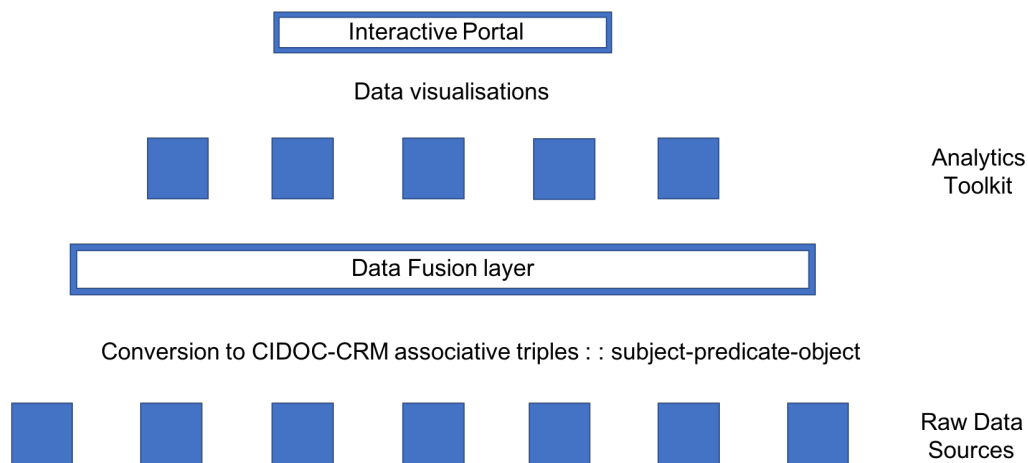 Interactive Portal
Data visualisations
Analytics
Toolkit
Data Fusion layer
Conversion to CIDOC-CRM associative triples : : subject-predicate-object
Raw Data
Sources